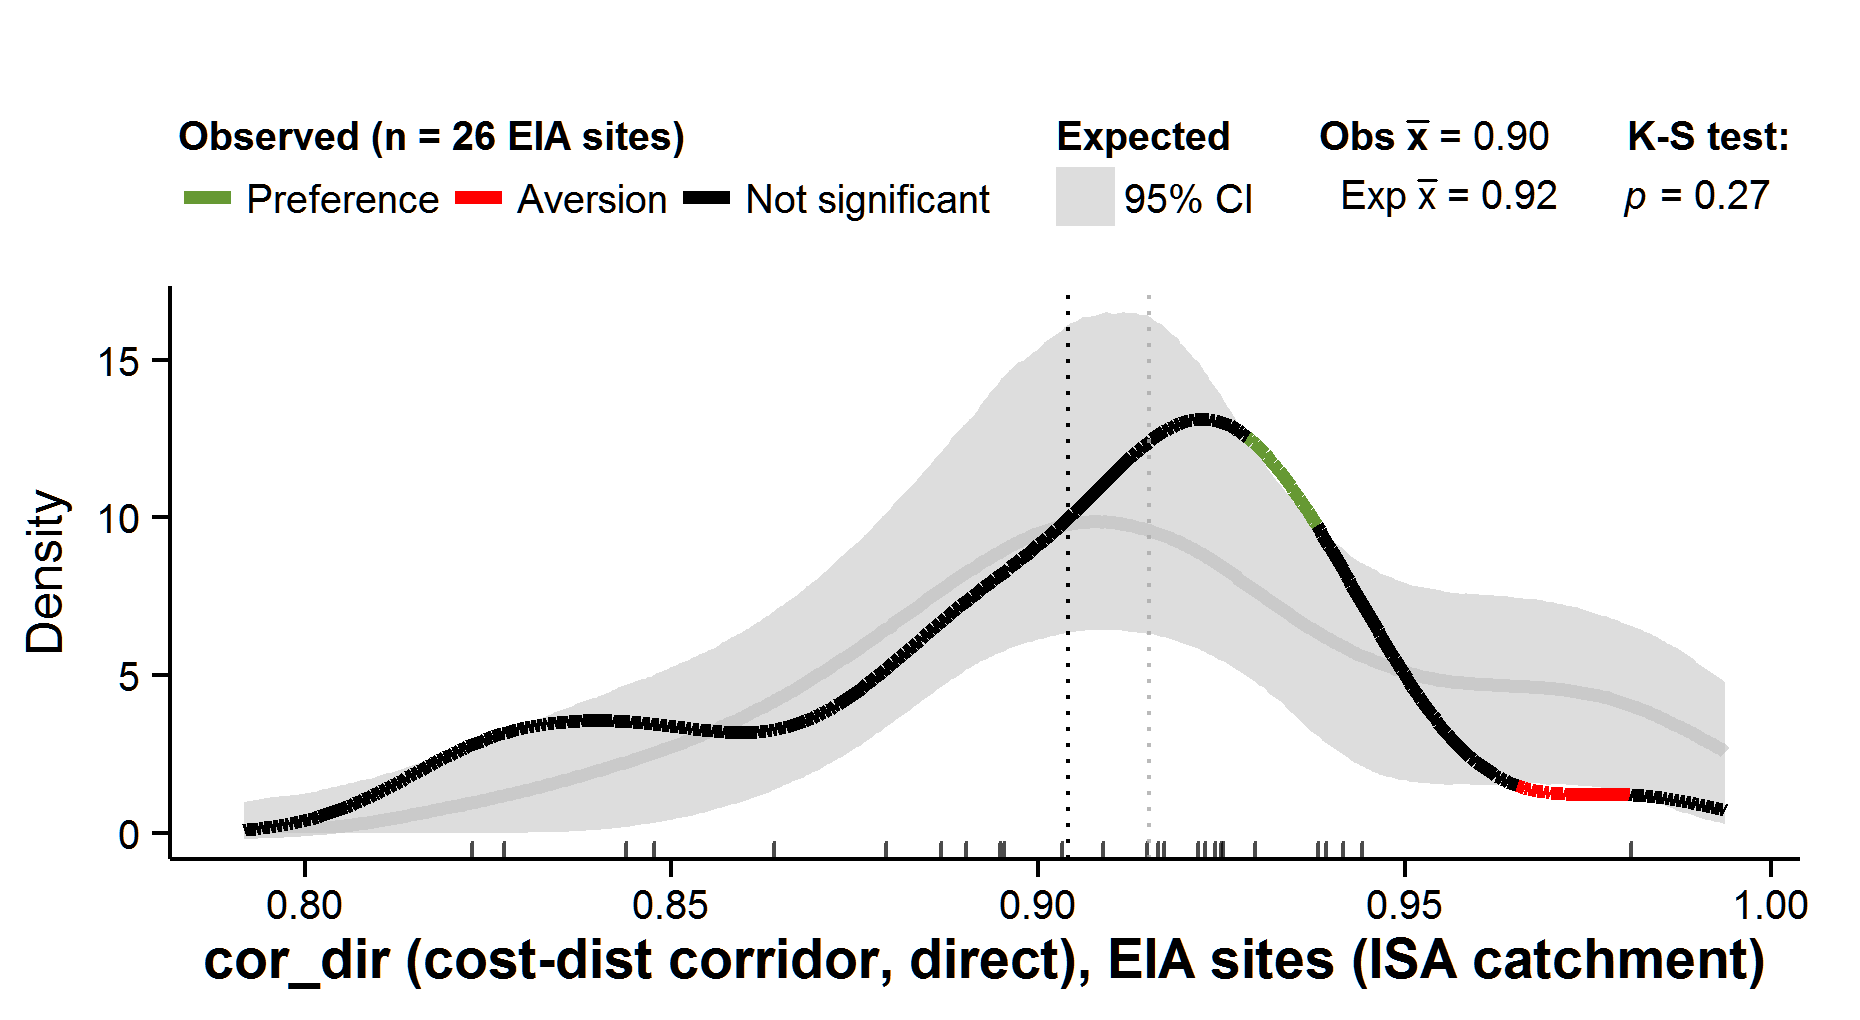 Observed (n = 26 EIA sites) Expected Obs x̅ = 0.90 K-S test:
Preference Aversion Not significant 95% CI Exp x̅ = 0.92 p = 0.27
15
10
5
0
Density
0.80 0.85 0.90 0.95 1.00
cor_dir (cost-dist corridor, direct), EIA sites (ISA catchment)